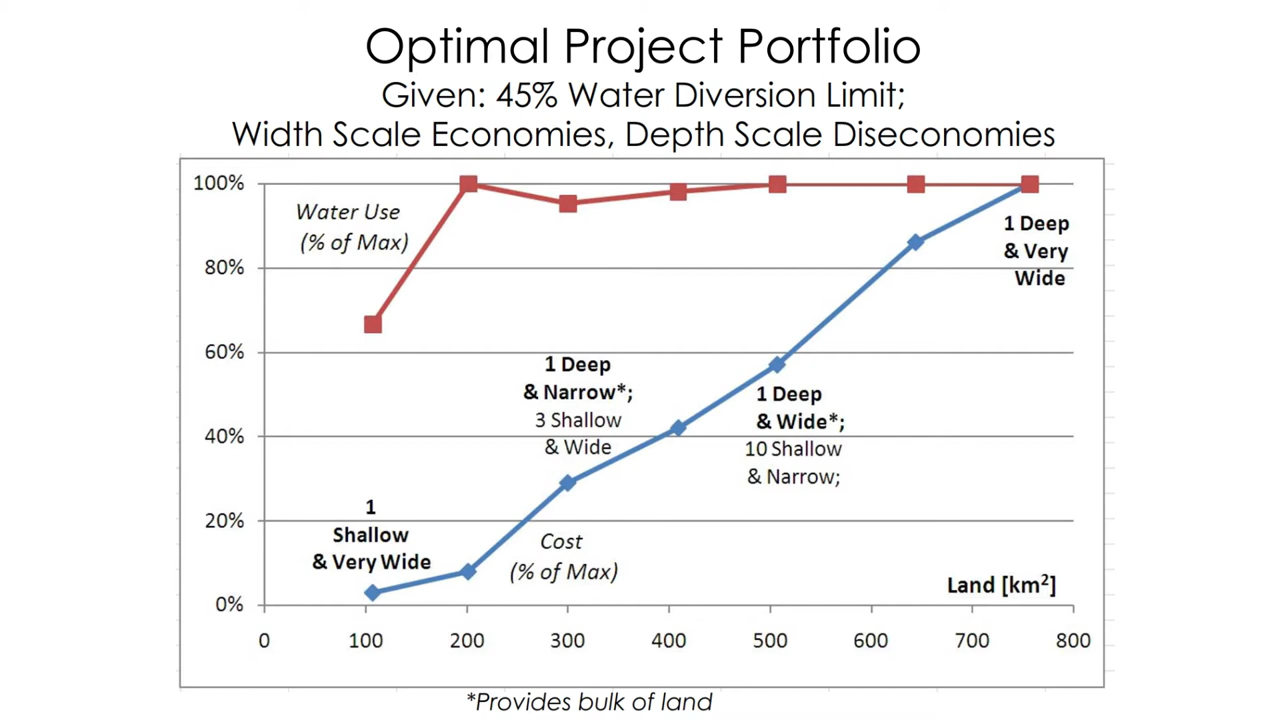 Optimal Project Portfolio
Given: 45% Water Diversion Limit;
Width Scale Economies, Depth Scale Diseconomies
100%
80%
60%
40%
20%
0%
Water Use
(% of Max)
1 Deep
& Very
Wide
1 Deep
& Narrow*;
3 Shallow
& Wide
1 Deep
& Wide*;
10 Shallow
& Narrow;
1
Shallow
& Very Wide
Cost
(% of Max)
Land [km²]
0 100 200 300 400 500 600 700 800
*Provides bulk of land